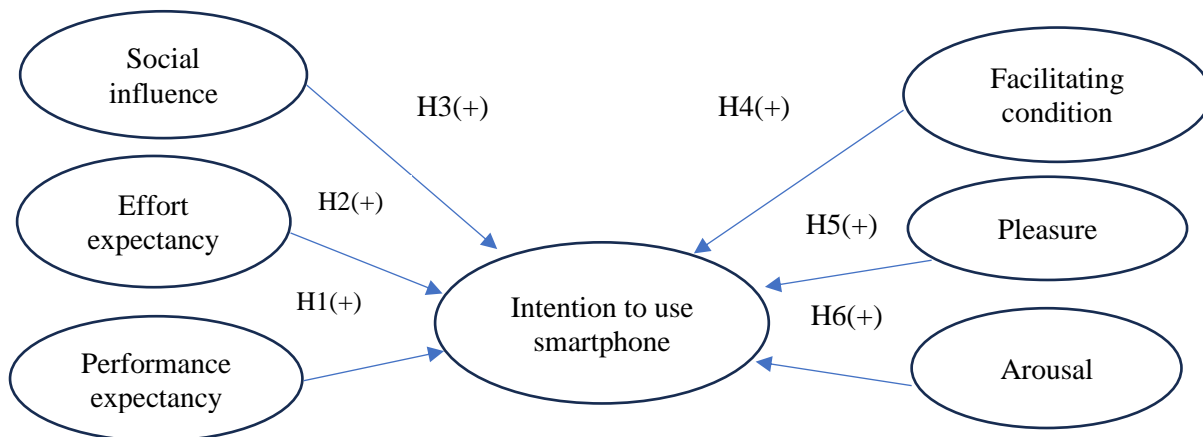 Social
influence
H3(+)
H4(+)
Facilitating
condition
Effort
expectancy
H2(+)
H5(+)
Pleasure
Intention to use
smartphone
H1(+)
H6(+)
Performance
expectancy
Arousal